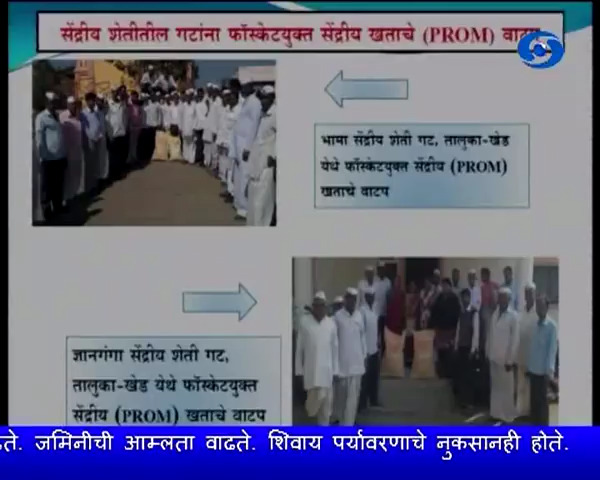 सेंद्रीय शेतीतील गटांना फॉस्केटयुक्त सेंद्रीय खताचे (PROM) वाटप
भामा सेंद्रीय शेती गट, तालुका-खेड
येथे फॉस्केटयुक्त सेंद्रीय (PROM)
खताचे वाटप
ज्ञानगंगा सेंद्रीय शेती गट,
तालुका-खेड येथे फॉस्केटयुक्त
सेंद्रीय (PROM) खताचे वाटप
जमिनीची आम्लता वाढते. शिवाय पर्यावरणाचे नुकसानही होते.